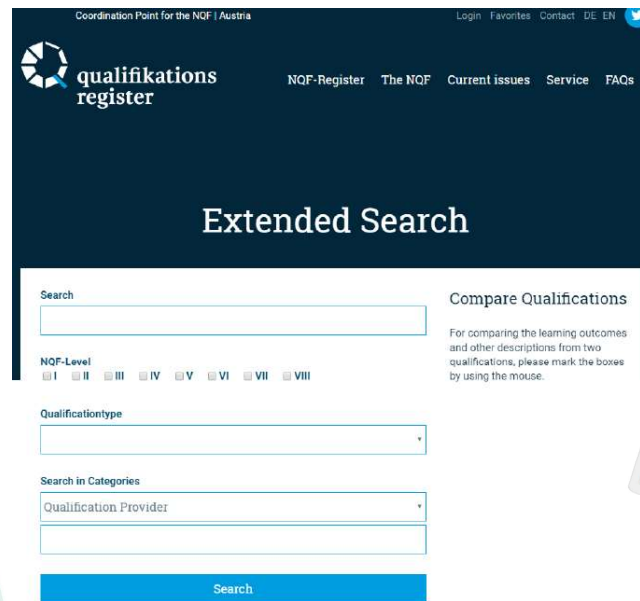 Coordination Point for the NQF | Austria
Login Favorites Contact DE EN
qualifikations
register
NQF-Register The NQF Current issues Service FAQs
Extended Search
Search
NQF-Level
I II III IV V VI VII VIII
Qualificationtype
Search in Categories
Qualification Provider
Search
Compare Qualifications
For comparing the learning outcomes
and other descriptions from two
qualifications, please mark the boxes
by using the mouse.